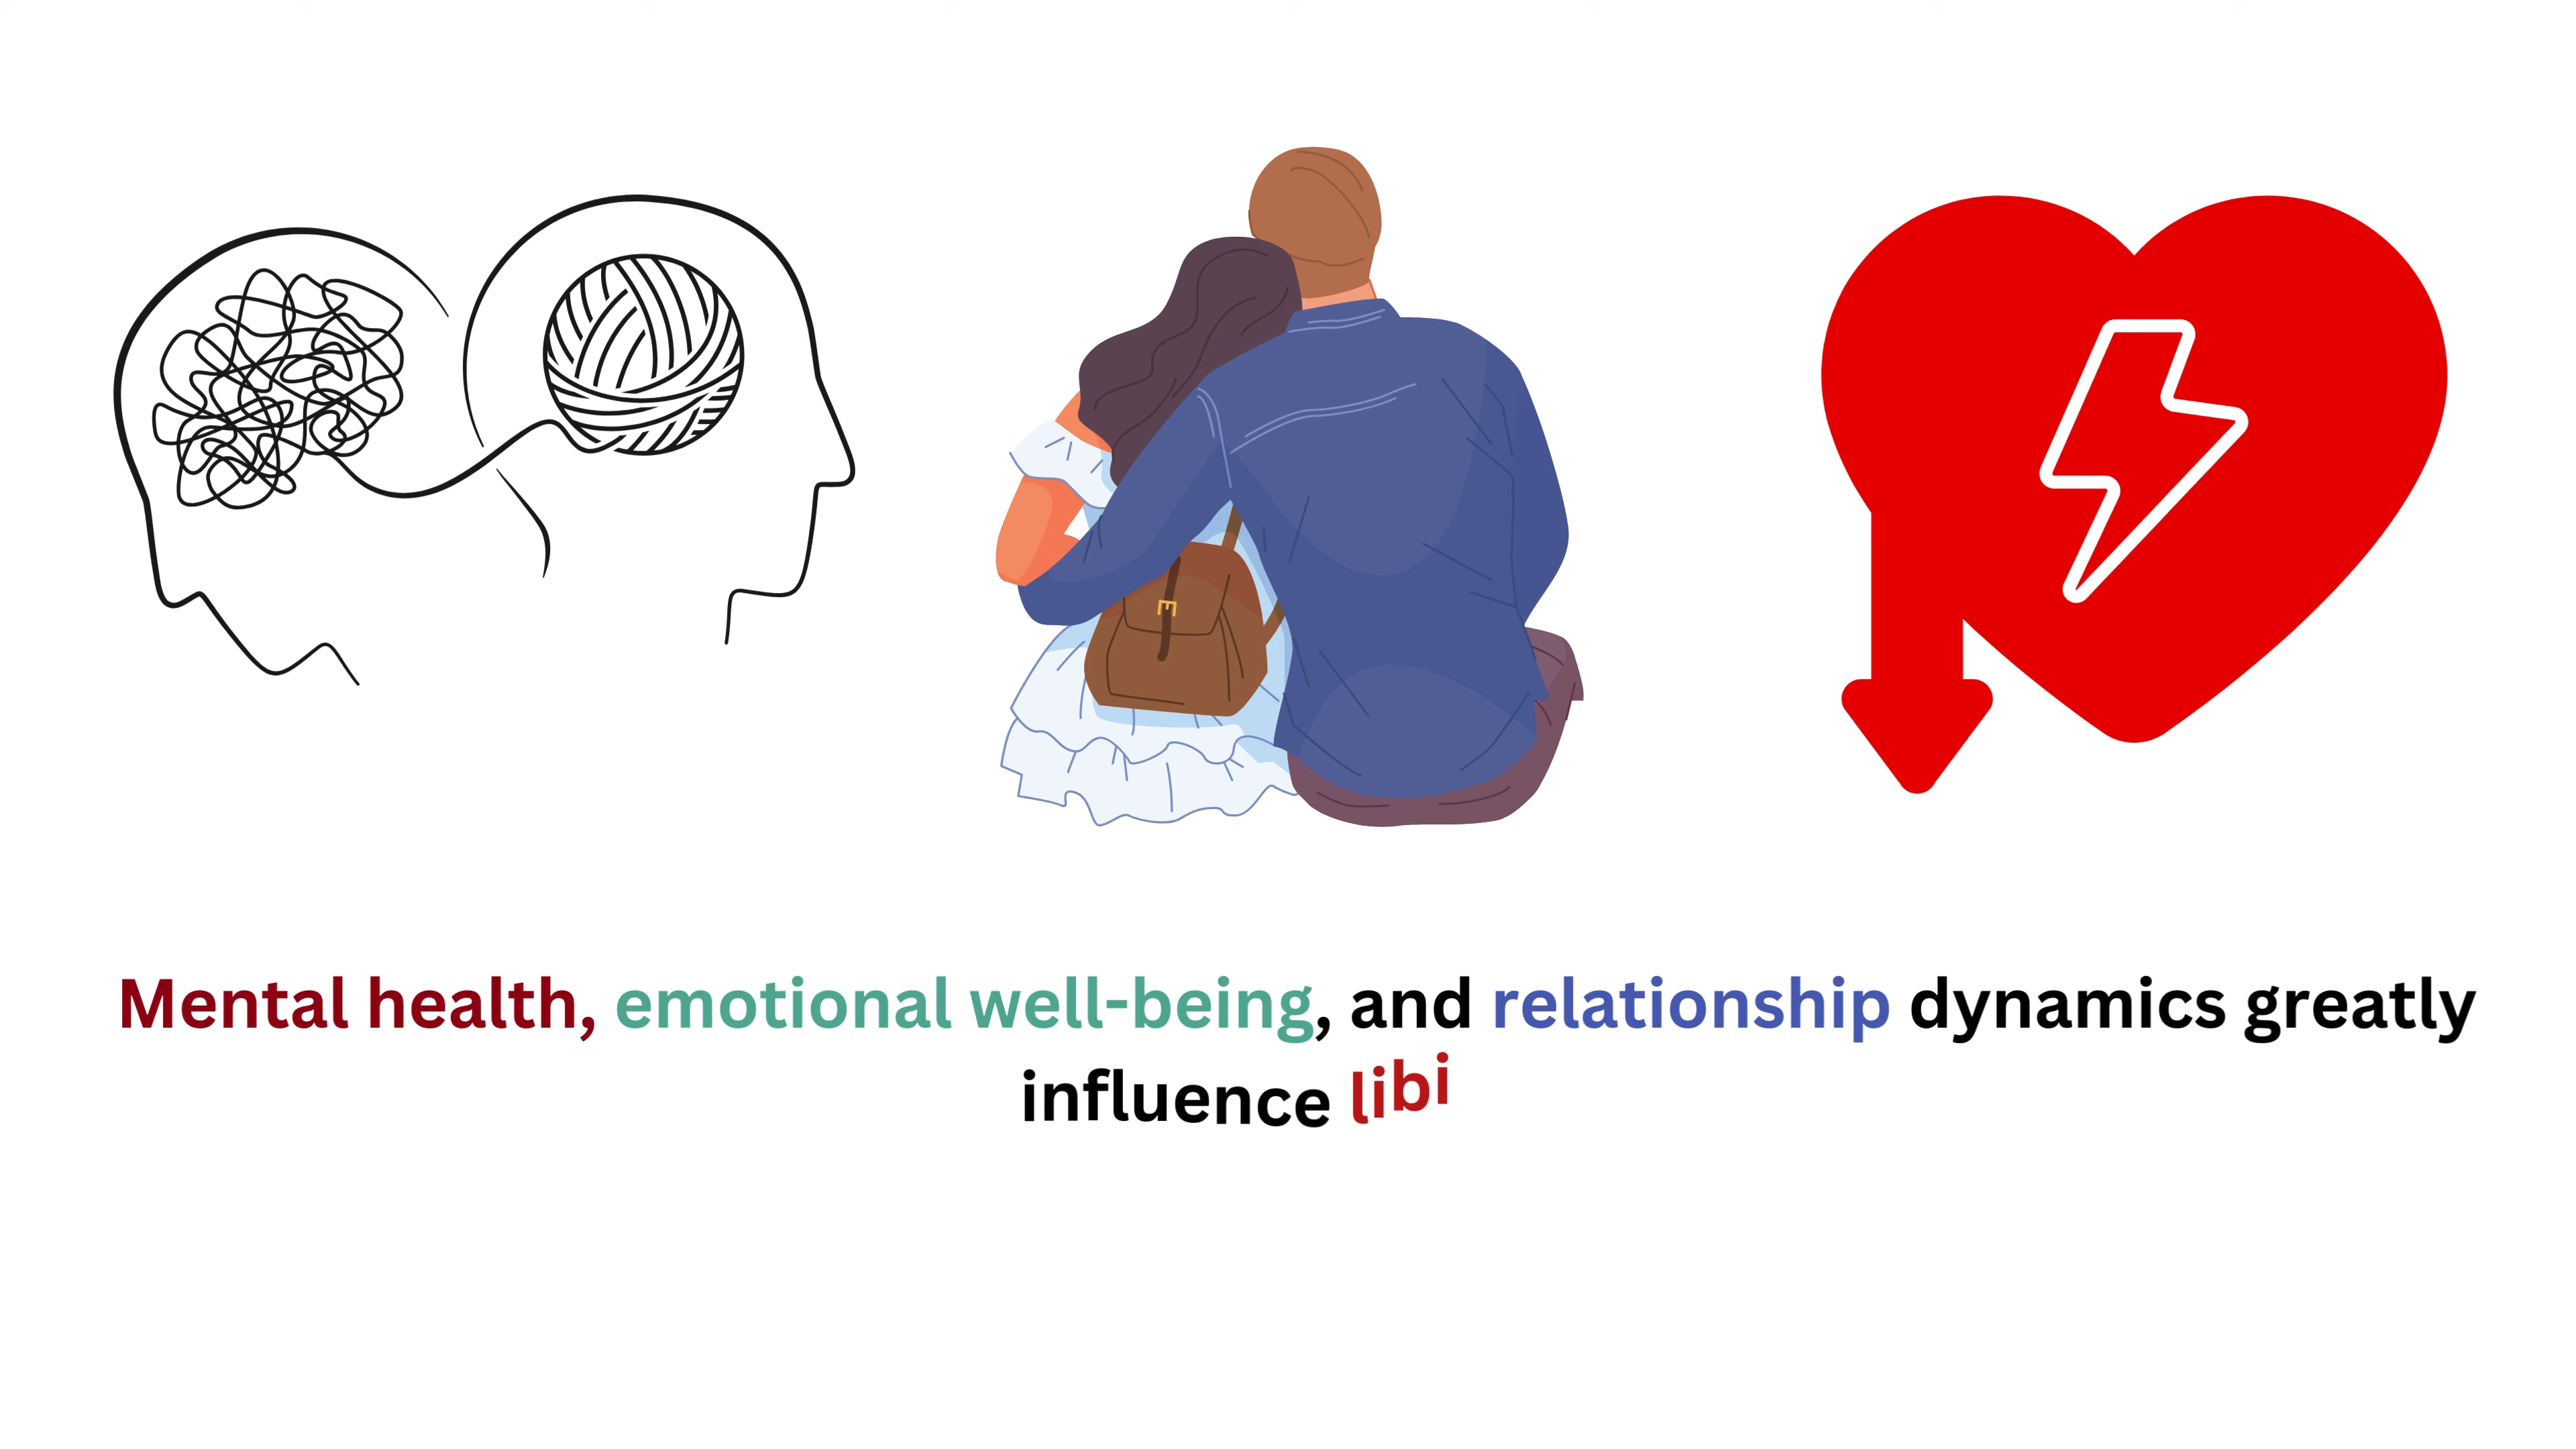 Mental health, emotional well-being, and relationship dynamics greatly
influence libi